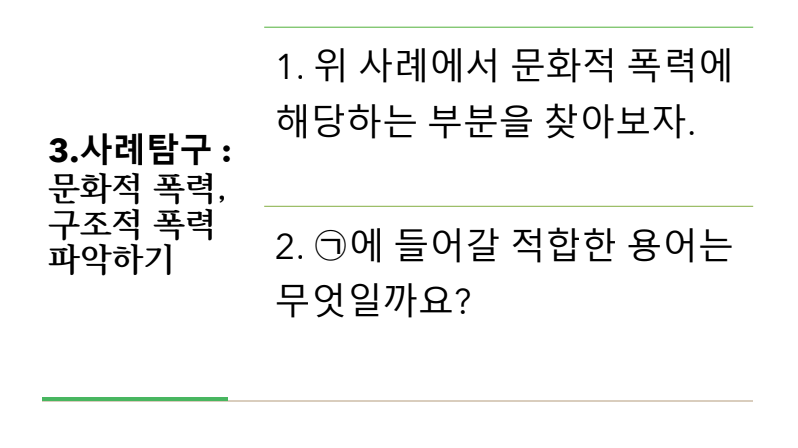 3.사례탐구 :
문화적 폭력,
구조적 폭력
파악하기
1. 위 사례에서 문화적 폭력에
해당하는 부분을 찾아보자.
2. ㉠에 들어갈 적합한 용어는
무엇일까요?